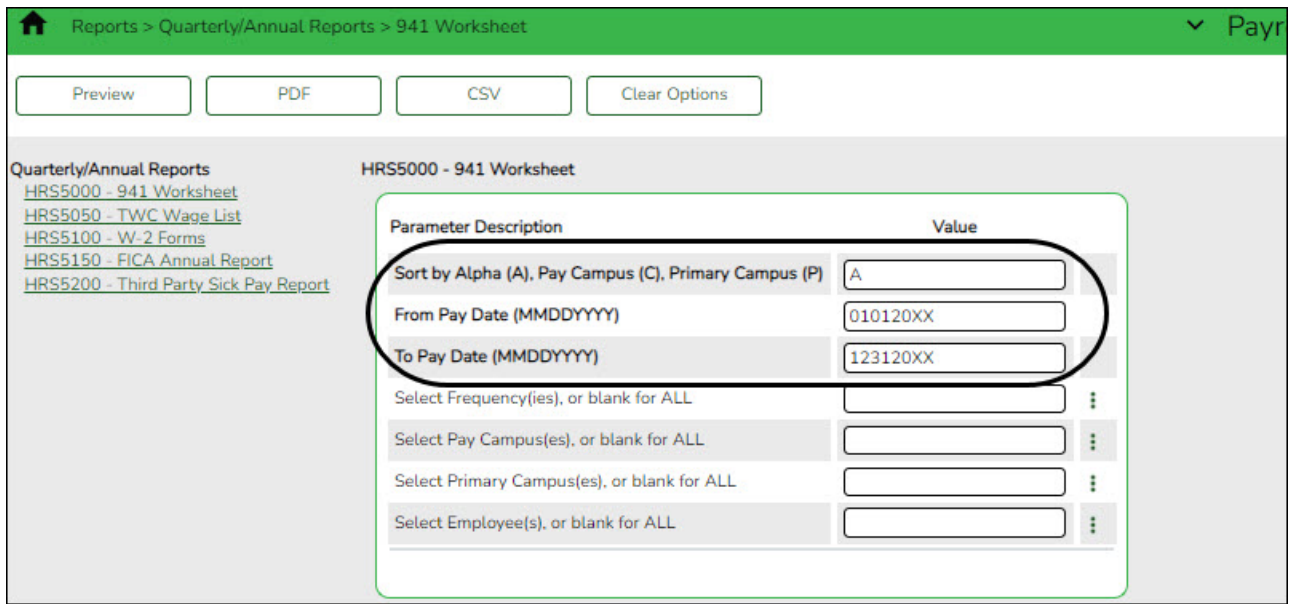 Reports > Quarterly/Annual Reports > 941 Worksheet
Payr
Preview
PDF
CSV
Clear Options
Quarterly/Annual Reports
HRS5000 - 941 Worksheet
HRS5050 - TWC Wage List
HRS5100 - W-2 Forms
HRS5150 - FICA Annual Report
HRS5200 - Third Party Sick Pay Report
HRS5000 - 941 Worksheet
Parameter Description Value
Sort by Alpha (A), Pay Campus (C), Primary Campus (P) A
From Pay Date (MMDDYYYY) 010120XX
To Pay Date (MMDDYYYY) 123120XX
Select Frequency(ies), or blank for ALL
Select Pay Campus(es), or blank for ALL
Select Primary Campus(es), or blank for ALL
Select Employee(s), or blank for ALL